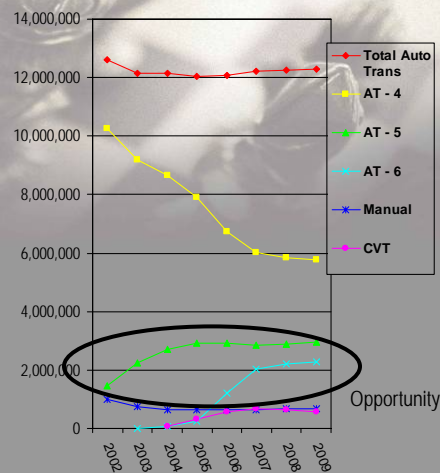 14,000,000
12,000,000
10,000,000
8,000,000
6,000,000
4,000,000
2,000,000
0
2002
2003
2004
2005
2006
2007
2008
2009
Total Auto
Trans
AT - 4
AT - 5
AT - 6
Manual
CVT
Opportunity